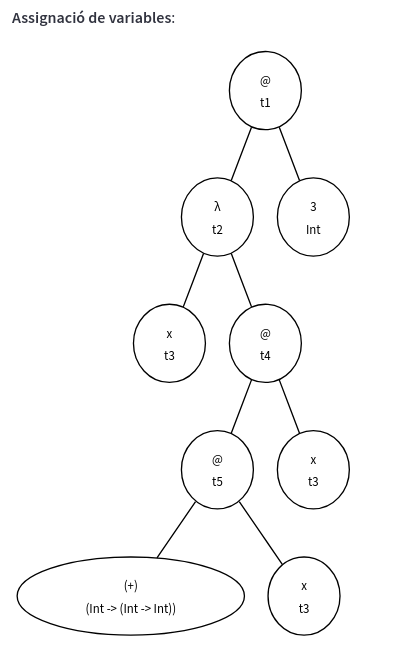 Assignació de variables:
@
t1
λ
t2
3
Int
x
t3
@
t4
@
t5
x
t3
(+)
(Int -> (Int -> Int))
x
t3